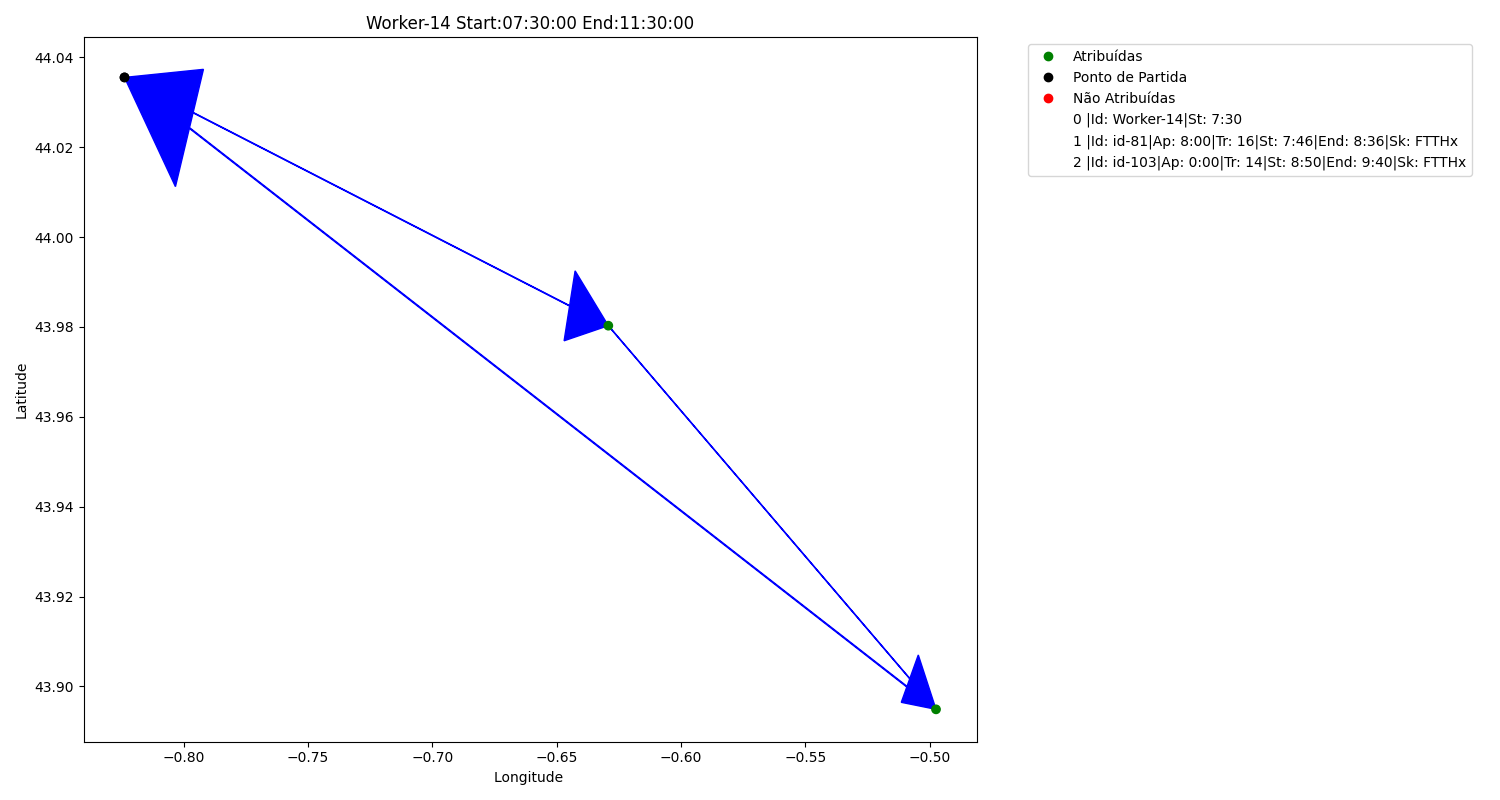 Worker-14 Start:07:30:00 End:11:30:00
44.04
44.02
44.00
43.98
43.96
43.94
43.92
43.90
Latitude
−0.80
−0.75
−0.70
−0.65
−0.60
−0.55
−0.50
Longitude
Atribuídas
Ponto de Partida
Não Atribuídas
0 |Id: Worker-14|St: 7:30
1 |Id: id-81|Ap: 8:00|Tr: 16|St: 7:46|End: 8:36|Sk: FTTHx
2 |Id: id-103|Ap: 0:00|Tr: 14|St: 8:50|End: 9:40|Sk: FTTHx